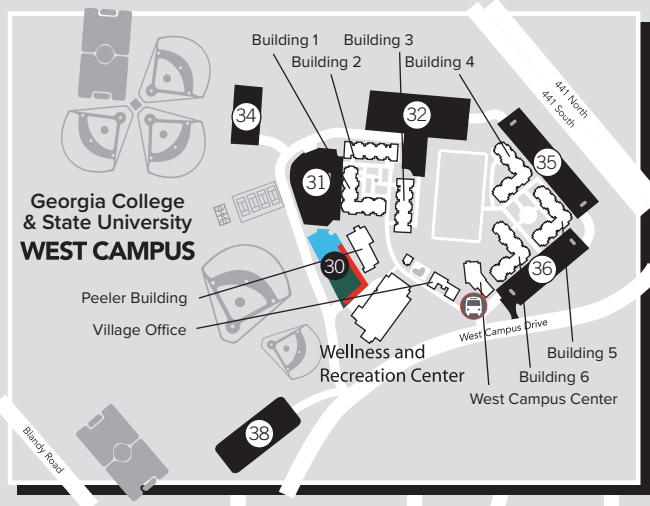 Building 1
Building 3
Building 2
Building 4
441 North
441 South
34
32
35
31
Georgia College
& State University
WEST CAMPUS
30
36
Peeler Building
Village Office
West Campus Drive
Wellness and
Recreation Center
Building 5
Building 6
West Campus Center
38
Blandy Road